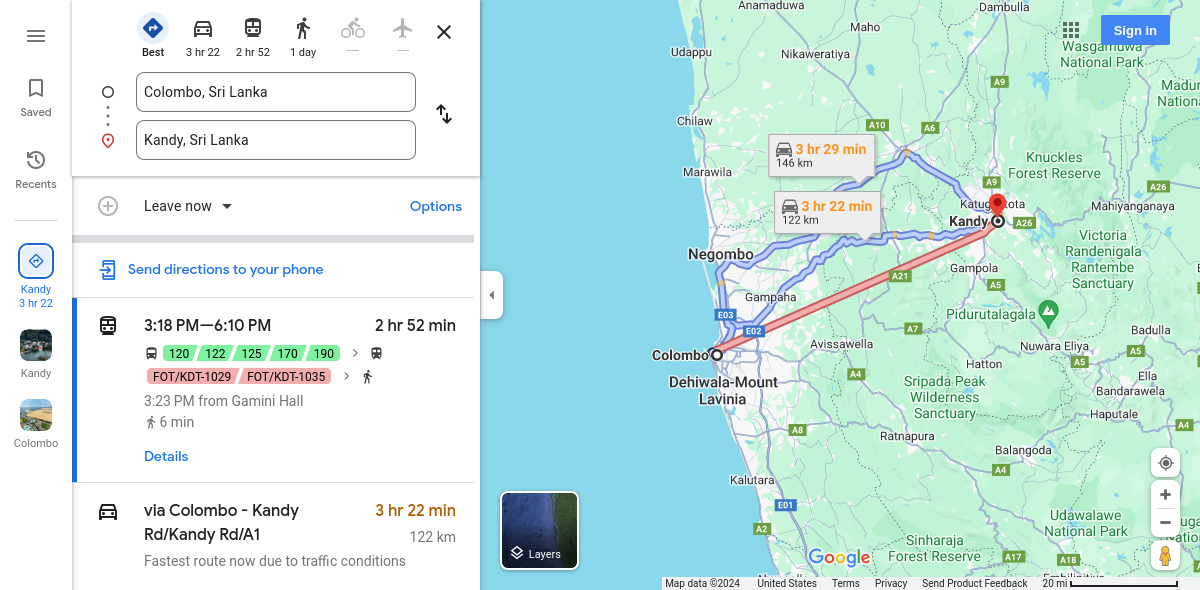 Best
3 hr 22
2 hr 52
1 day
—
—
Colombo, Sri Lanka
Kandy, Sri Lanka
Leave now
Options
Send directions to your phone
3:18 PM—6:10 PM
2 hr 52 min
120 122 125 170 190
FOT/KDT-1029 FOT/KDT-1035
3:23 PM from Gamini Hall
6 min
Details
via Colombo - Kandy
Rd/Kandy Rd/A1
3 hr 22 min
122 km
Fastest route now due to traffic conditions
Saved
Recents
Kandy
3 hr 22
Kandy
Colombo
Sign in
Anamaduwa
Maho
Dambulla
Udappu
Nikaweratiya
Wasgamuwa
National Park
A9
Chilaw
A10
A6
3 hr 29 min
146 km
Knuckles
Forest Reserve
Marawila
A9
A26
3 hr 22 min
122 km
Mahiyanganaya
Kandy
A26
Victoria
Randenigala
Rantembe
Sanctuary
Negombo
Gampola
A21
A5
Gampaha
E03
E02
Pidurutalagala
A7
Badulla
A5
A5
Avissawella
Nuwara Eliya
Colombo
Hatton
A4
Ella
Dehiwala-Mount
Lavinia
Sripada Peak
Wilderness
Sanctuary
Bandarawela
Haputale
A4
A8
Ratnapura
Balangoda
A4
Kalutara
E01
A2
Udawalawe
National Park
Sinharaja
Forest Reserve
A17
A18
Layers
Google
Map data ©2024
United States
Terms
Privacy
Send Product Feedback
20 mi